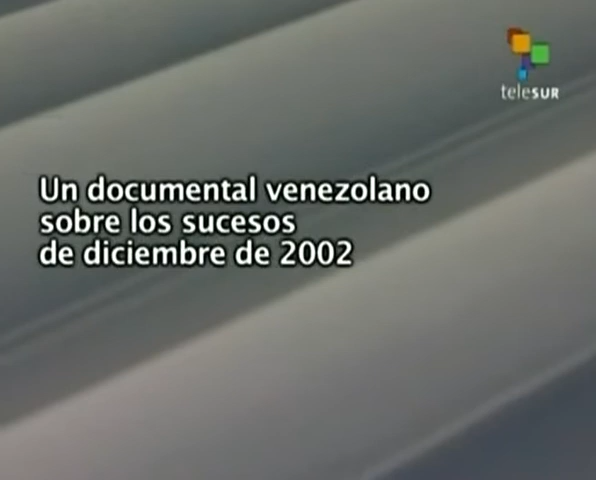 teleSUR
Un documental venezolano
sobre los sucesos
de diciembre de 2002